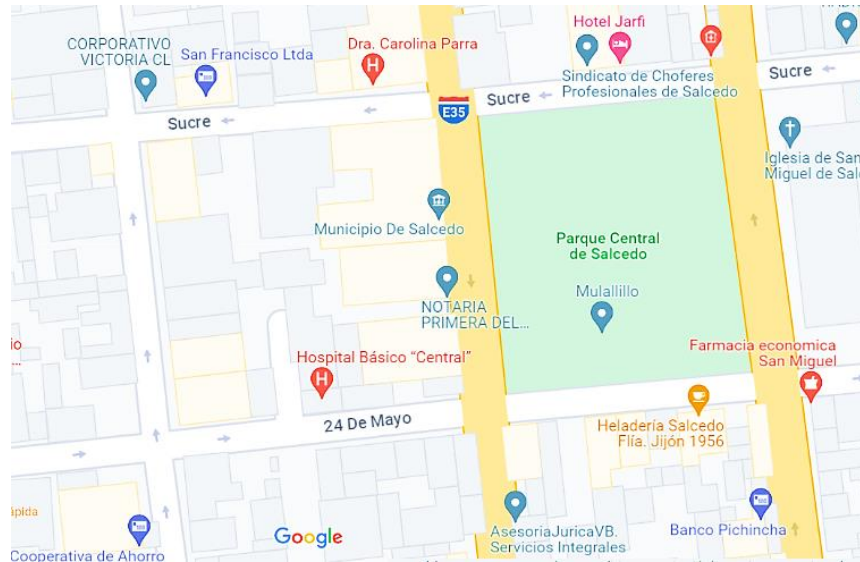 Hotel Jarfi
CORPORATIVO
VICTORIA CL
San Francisco Ltda
Dra. Carolina Parra
Sindicato de Choferes
Profesionales de Salcedo
Sucre
Sucre
Sucre
E35
Iglesia de San
Miguel de Sal
Municipio De Salcedo
Parque Central
de Salcedo
NOTARIA
PRIMERA DEL...
Mulallillo
Hospital Básico "Central"
Farmacia economica
San Miguel
24 De Mayo
Heladería Salcedo
Flía. Jijón 1956
Google
AsesoriaJuricaVB.
Servicios Integrales
Banco Pichincha
Cooperativa de Ahorro